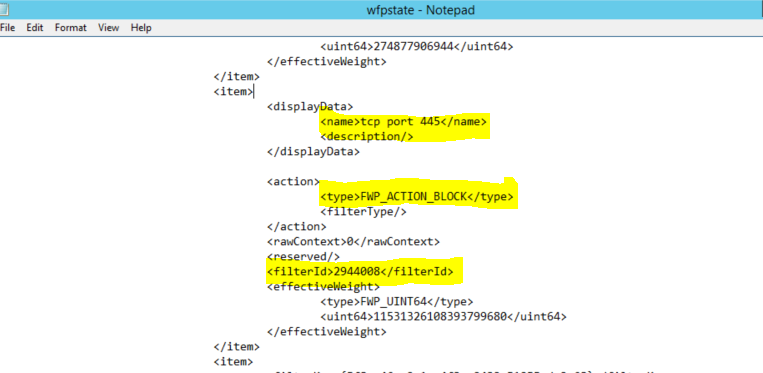 wfpstate - Notepad
File Edit Format View Help
<uint64>274877906944</uint64>
</effectiveWeight>
</item>
<item>
<displayData>
<name>tcp port 445</name>
<description/>
</displayData>
<action>
<type>FWP_ACTION_BLOCK</type>
<filterType/>
</action>
<rawContext>0</rawContext>
<reserved/>
<filterId>2944008</filterId>
<effectiveWeight>
<type>FWP_UINT64</type>
<uint64>11531326108393799680</uint64>
</effectiveWeight>
</item>
<item>